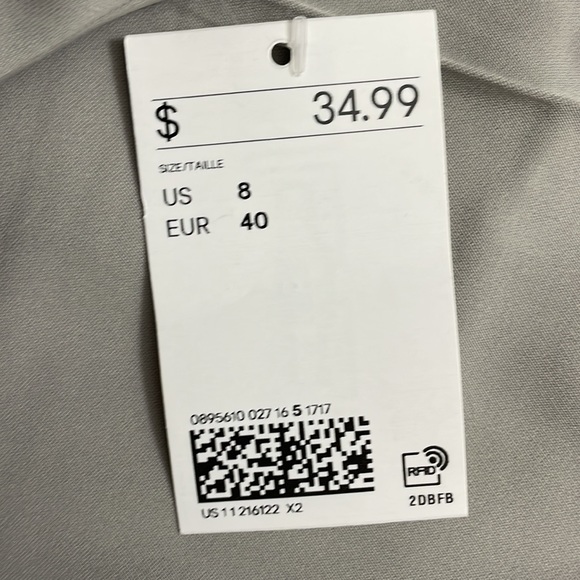 $ 34.99
SIZE/TAILLE
US 8
EUR 40
0895610 027 16 5 1717
RFID
US 11 216122 X2
2DBFB